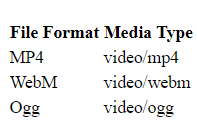 File Format Media Type
MP4 video/mp4
WebM video/webm
Ogg video/ogg